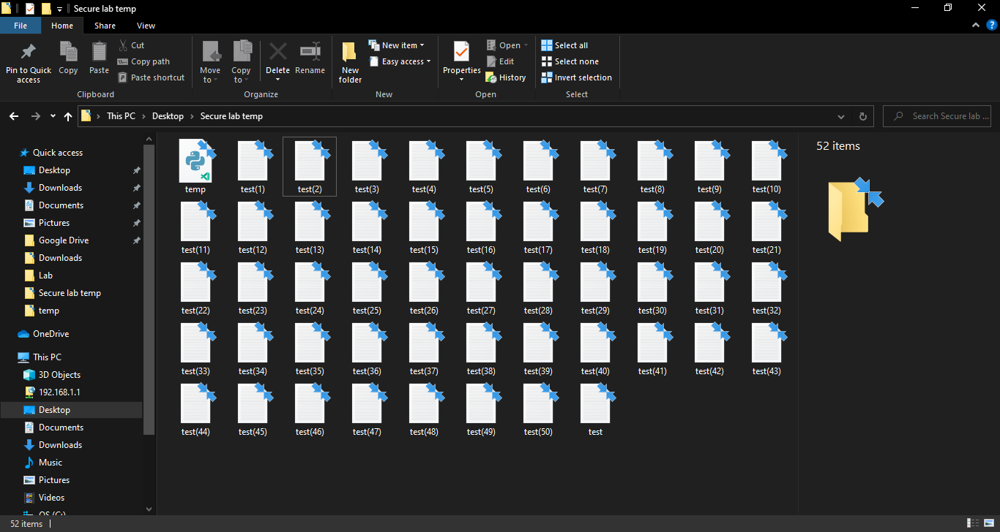 Secure lab temp
File Home Share View
Pin to Quick access
Copy
Paste
Cut
Copy path
Paste shortcut
Clipboard
Move to
Copy to
Delete
Rename
Organize
New folder
New item
Easy access
New
Properties
Open
Edit
History
Open
Select all
Select none
Invert selection
Select
This PC > Desktop > Secure lab temp
Search Secure lab ...
Quick access
Desktop
Downloads
Documents
Pictures
Google Drive
Downloads
Lab
Secure lab temp
temp
OneDrive
This PC
3D Objects
192.168.1.1
Desktop
Documents
Downloads
Music
Pictures
Videos
OS (C:)
temp test(1) test(2) test(3) test(4) test(5) test(6) test(7) test(8) test(9) test(10)
test(11) test(12) test(13) test(14) test(15) test(16) test(17) test(18) test(19) test(20) test(21)
test(22) test(23) test(24) test(25) test(26) test(27) test(28) test(29) test(30) test(31) test(32)
test(33) test(34) test(35) test(36) test(37) test(38) test(39) test(40) test(41) test(42) test(43)
test(44) test(45) test(46) test(47) test(48) test(49) test(50) test
52 items
52 items